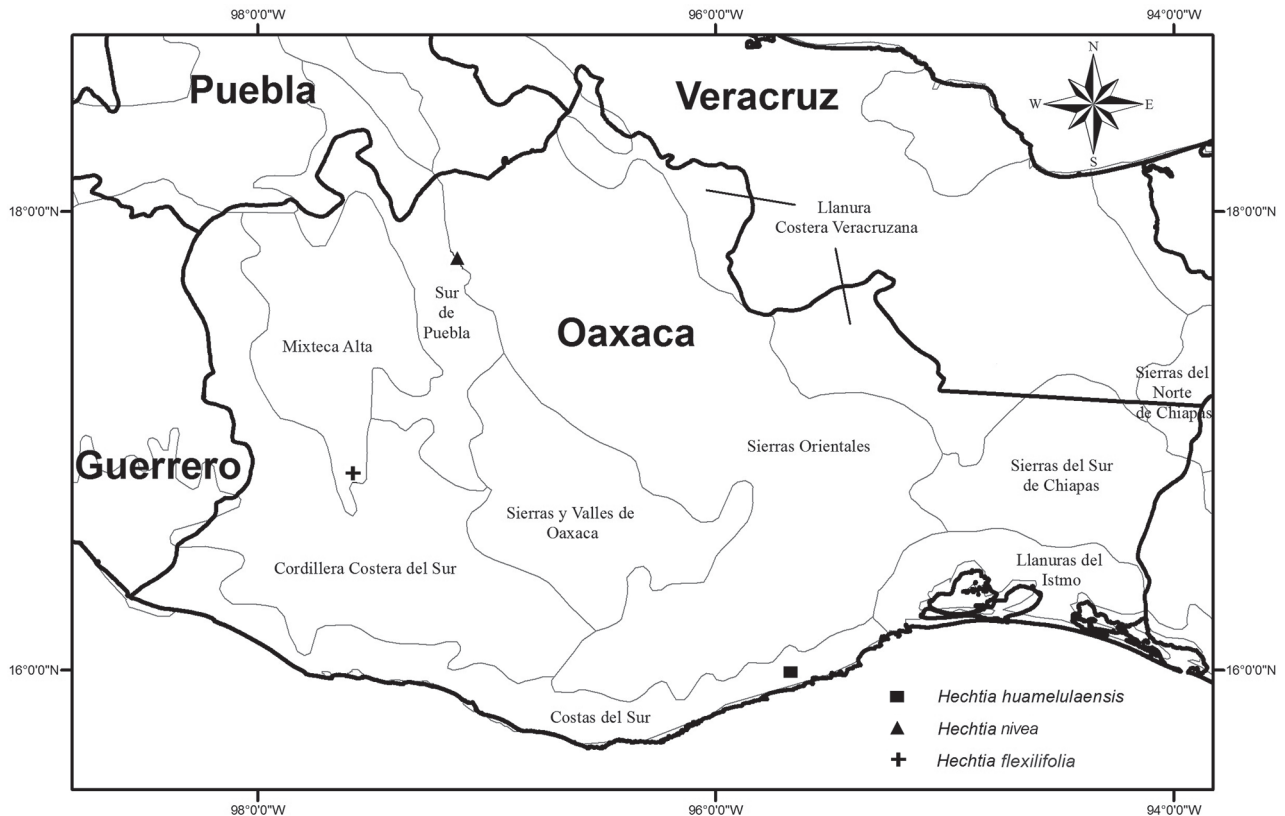 98°0'0"W
96°0'0"W
94°0'0"W
Puebla
Veracruz
N
W
E
S
18°0'0"N
18°0'0"N
Llanura
Costera Veracruzana
Sur
de
Puebla
Oaxaca
Mixteca Alta
Sierras del
Norte
de Chiapas
Guerrero
Sierras Orientales
Sierras del Sur
de Chiapas
Sierras y Valles de
Oaxaca
Cordillera Costera del Sur
Llanuras del
Istmo
16°0'0"N
16°0'0"N
Costas del Sur
Hechtia huamelulaensis
Hechtia nivea
Hechtia flexilifolia
98°0'0"W
96°0'0"W
94°0'0"W